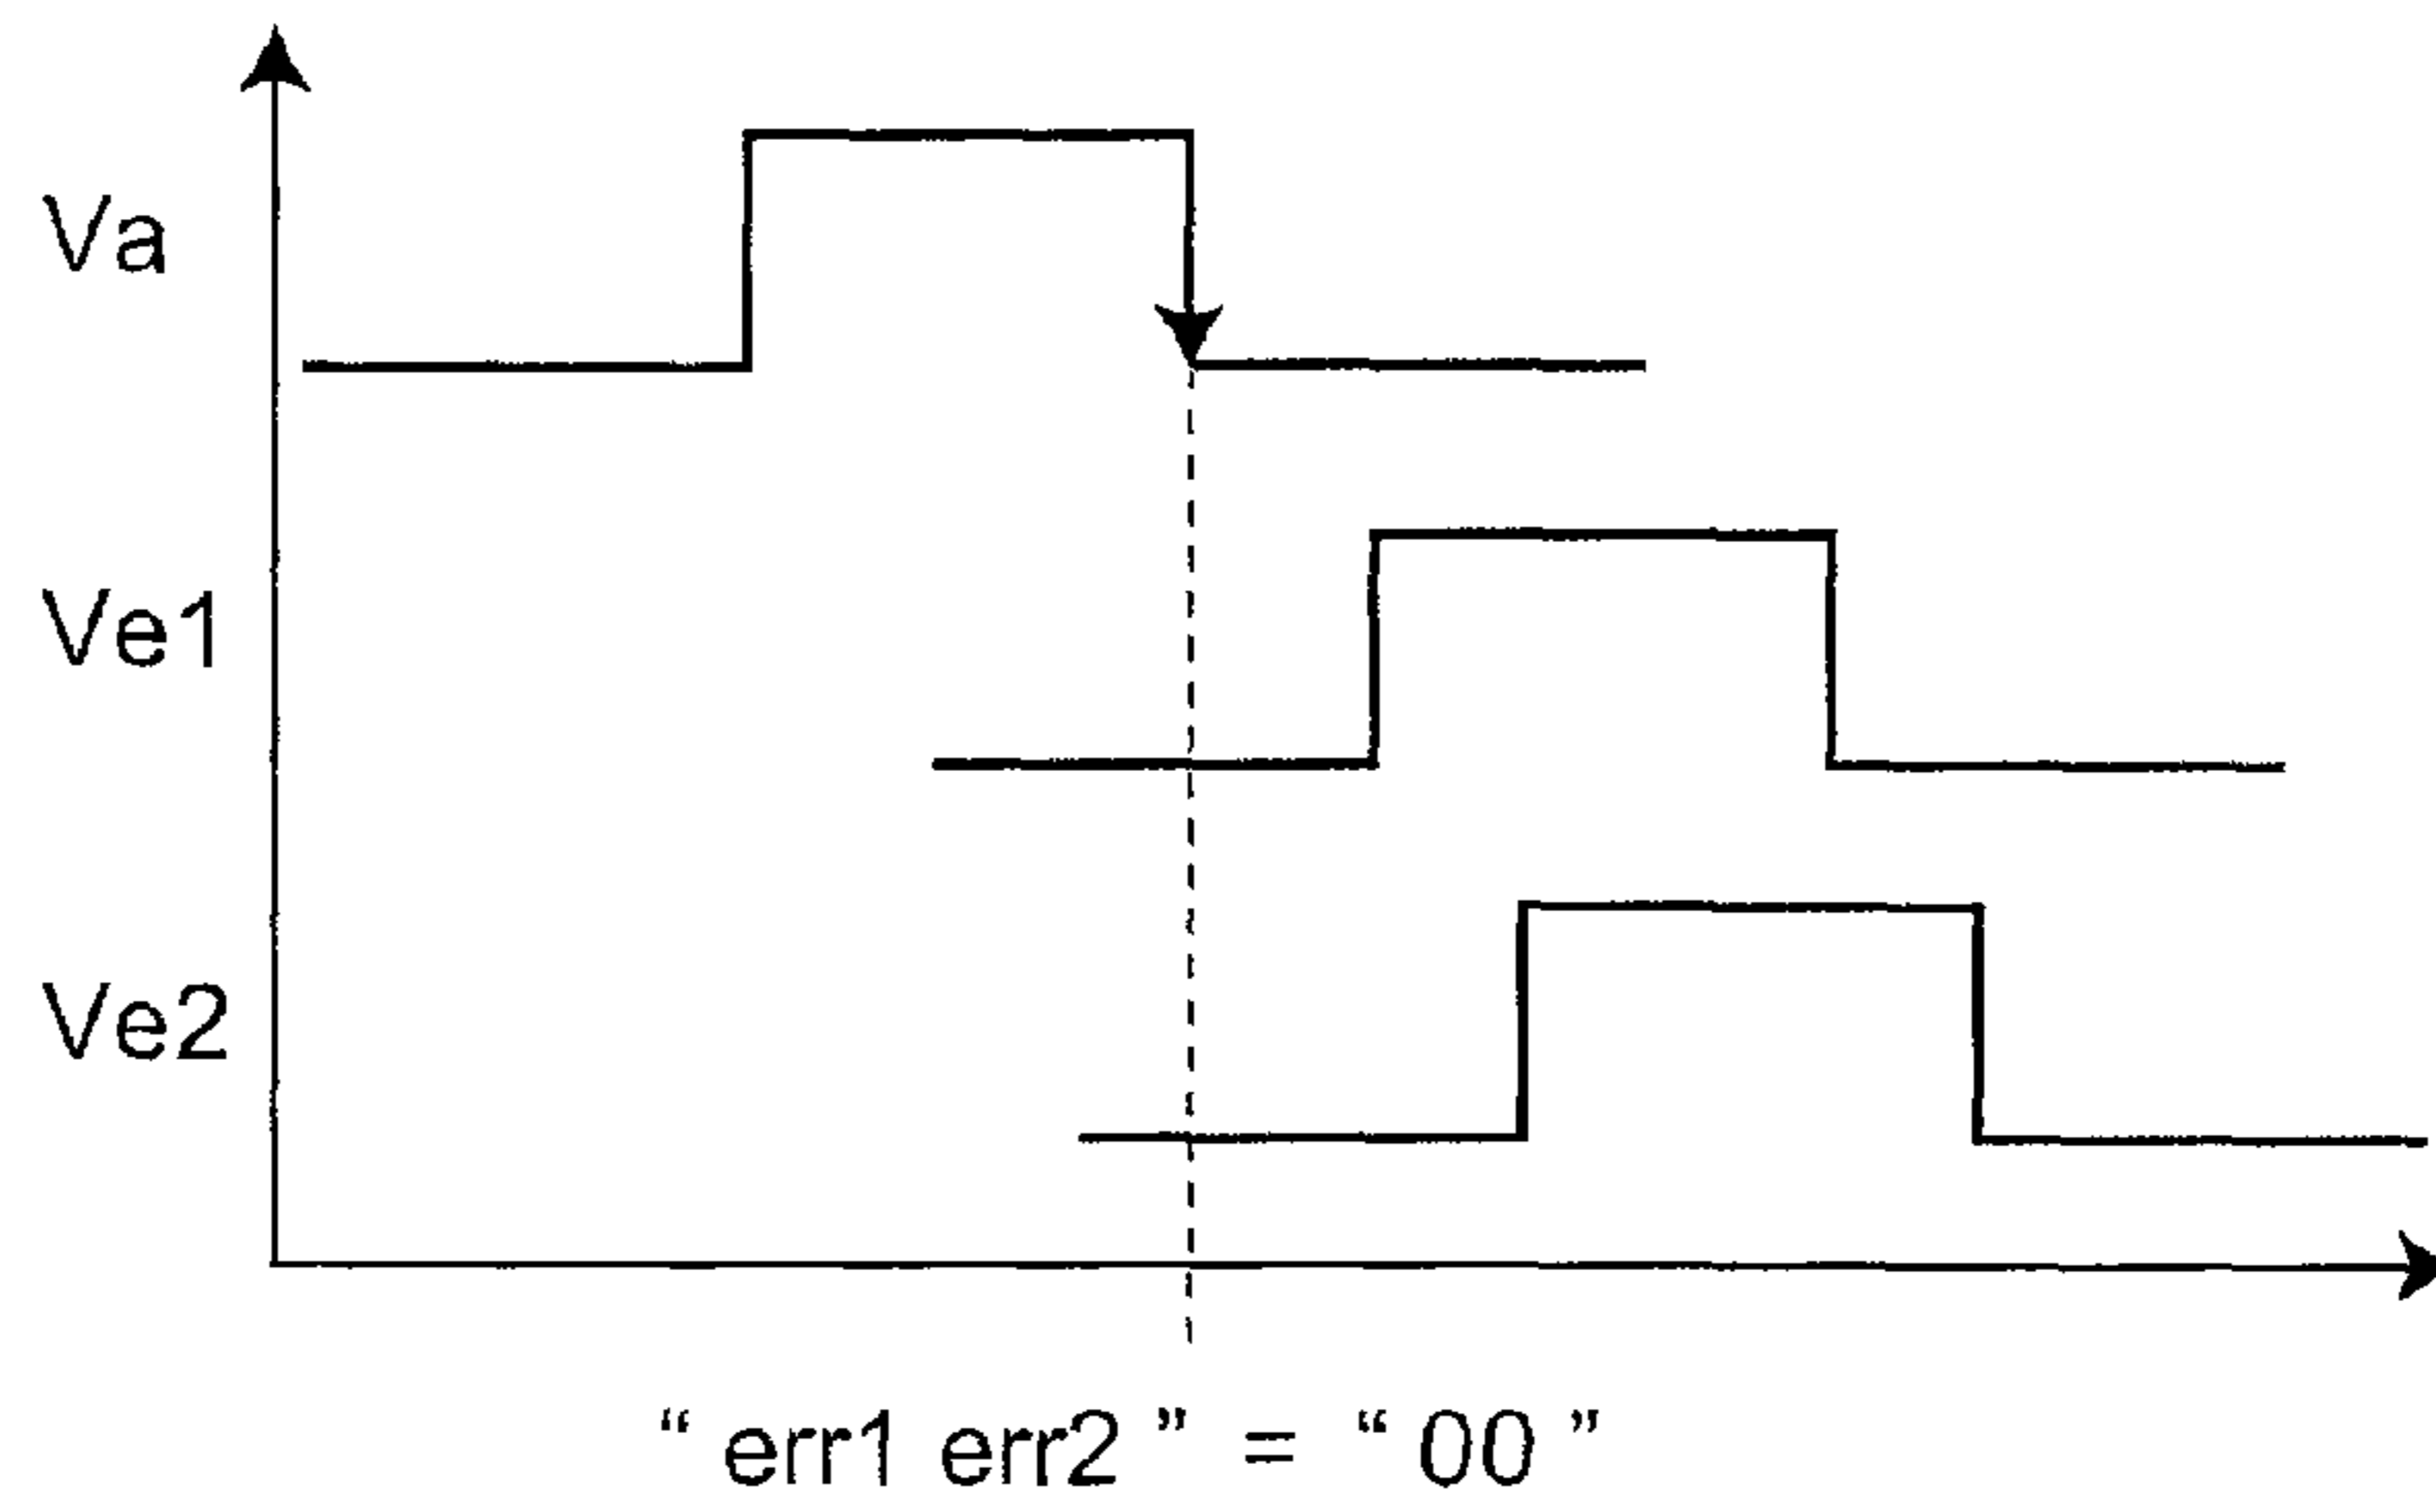 Va
Ve1
Ve2
“ err1 err2 ” = “ 00 ”